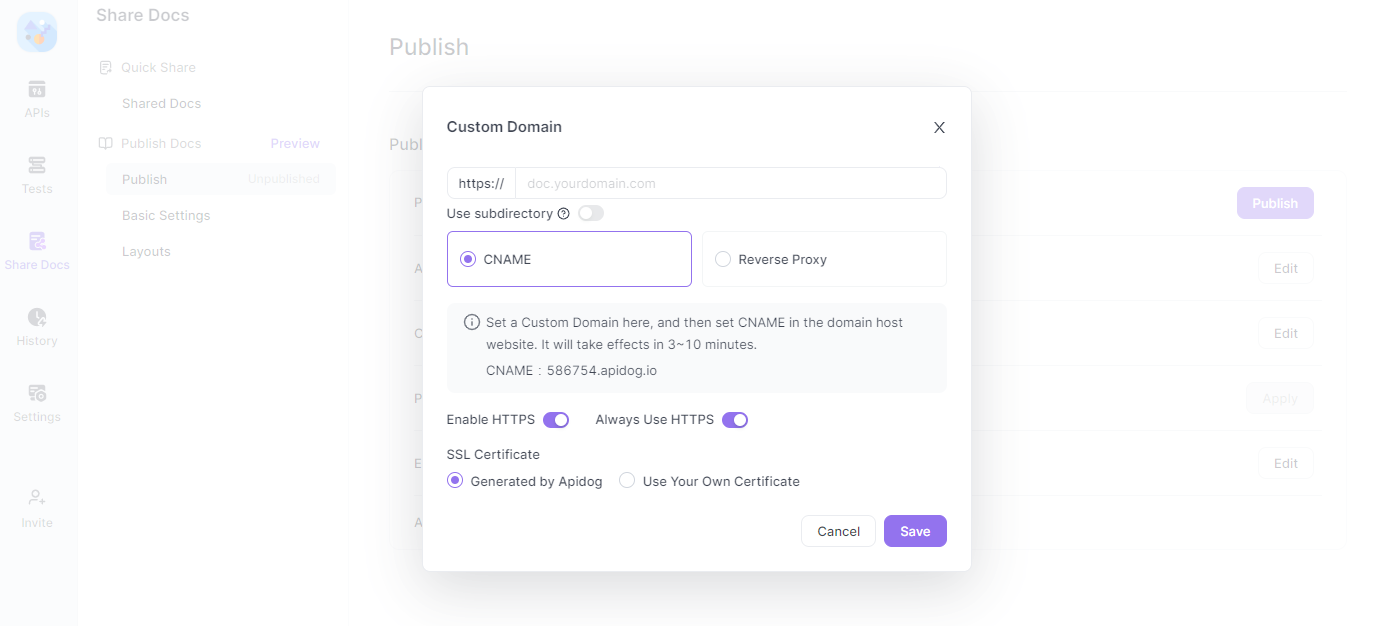 Share Docs
Quick Share
Shared Docs
Publish Docs Preview
Publish Unpublished
Basic Settings
Layouts
APIs
Tests
Share Docs
History
Settings
Invite
Publish
Publ
P
Publish
A
Edit
C
Edit
P
Apply
E
Edit
A
Custom Domain
https:// doc.yourdomain.com
Use subdirectory
CNAME
Reverse Proxy
Set a Custom Domain here, and then set CNAME in the domain host
website. It will take effects in 3~10 minutes.
CNAME : 586754.apidog.io
Enable HTTPS Always Use HTTPS
SSL Certificate
Generated by Apidog Use Your Own Certificate
Cancel Save